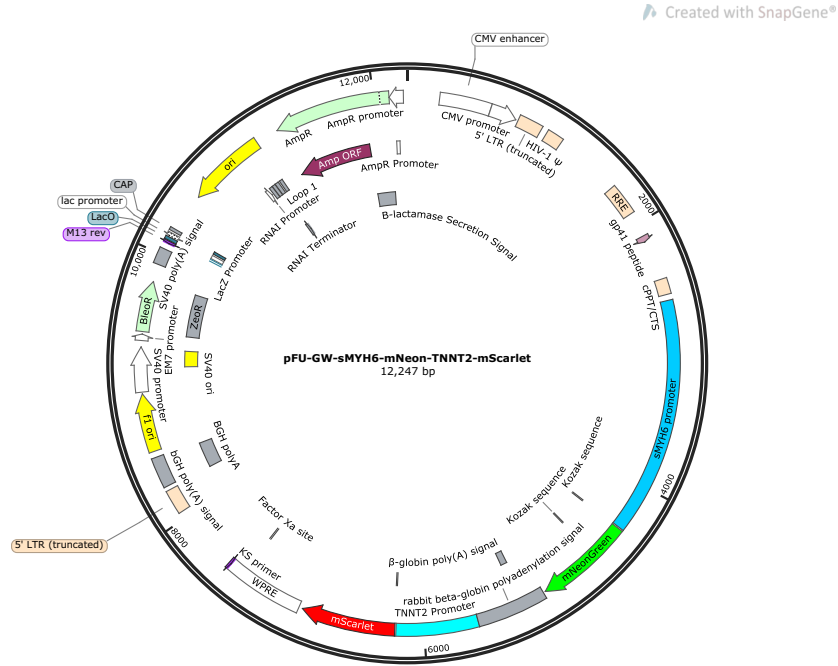 Created with SnapGene®
CMV enhancer
12,000
AmpR promoter
AmpR
CMV promoter
5' LTR (truncated)
HIV-1 Ψ
ori
Amp ORF
AmpR Promoter
Loop 1
RNAI Promoter
B-lactamase Secretion Signal
RNAI Terminator
RRE
2000
gp41 peptide
cPPT/CTS
CAP
lac promoter
LacO
M13 rev
10,000
SV40 poly(A) signal
LacZ Promoter
BleoR
ZeoR
EM7 promoter
SV40 promoter
SV40 ori
pFU-GW-sMYH6-mNeon-TNNT2-mScarlet
12,247 bp
sMYH6 promoter
f1 ori
BGH polyA
bGH poly(A) signal
4000
Kozak sequence
Kozak sequence
5' LTR (truncated)
8000
Factor Xa site
KS primer
WPRE
β-globin poly(A) signal
rabbit beta-globin polyadenylation signal
mNeonGreen
TNNT2 Promoter
mScarlet
6000